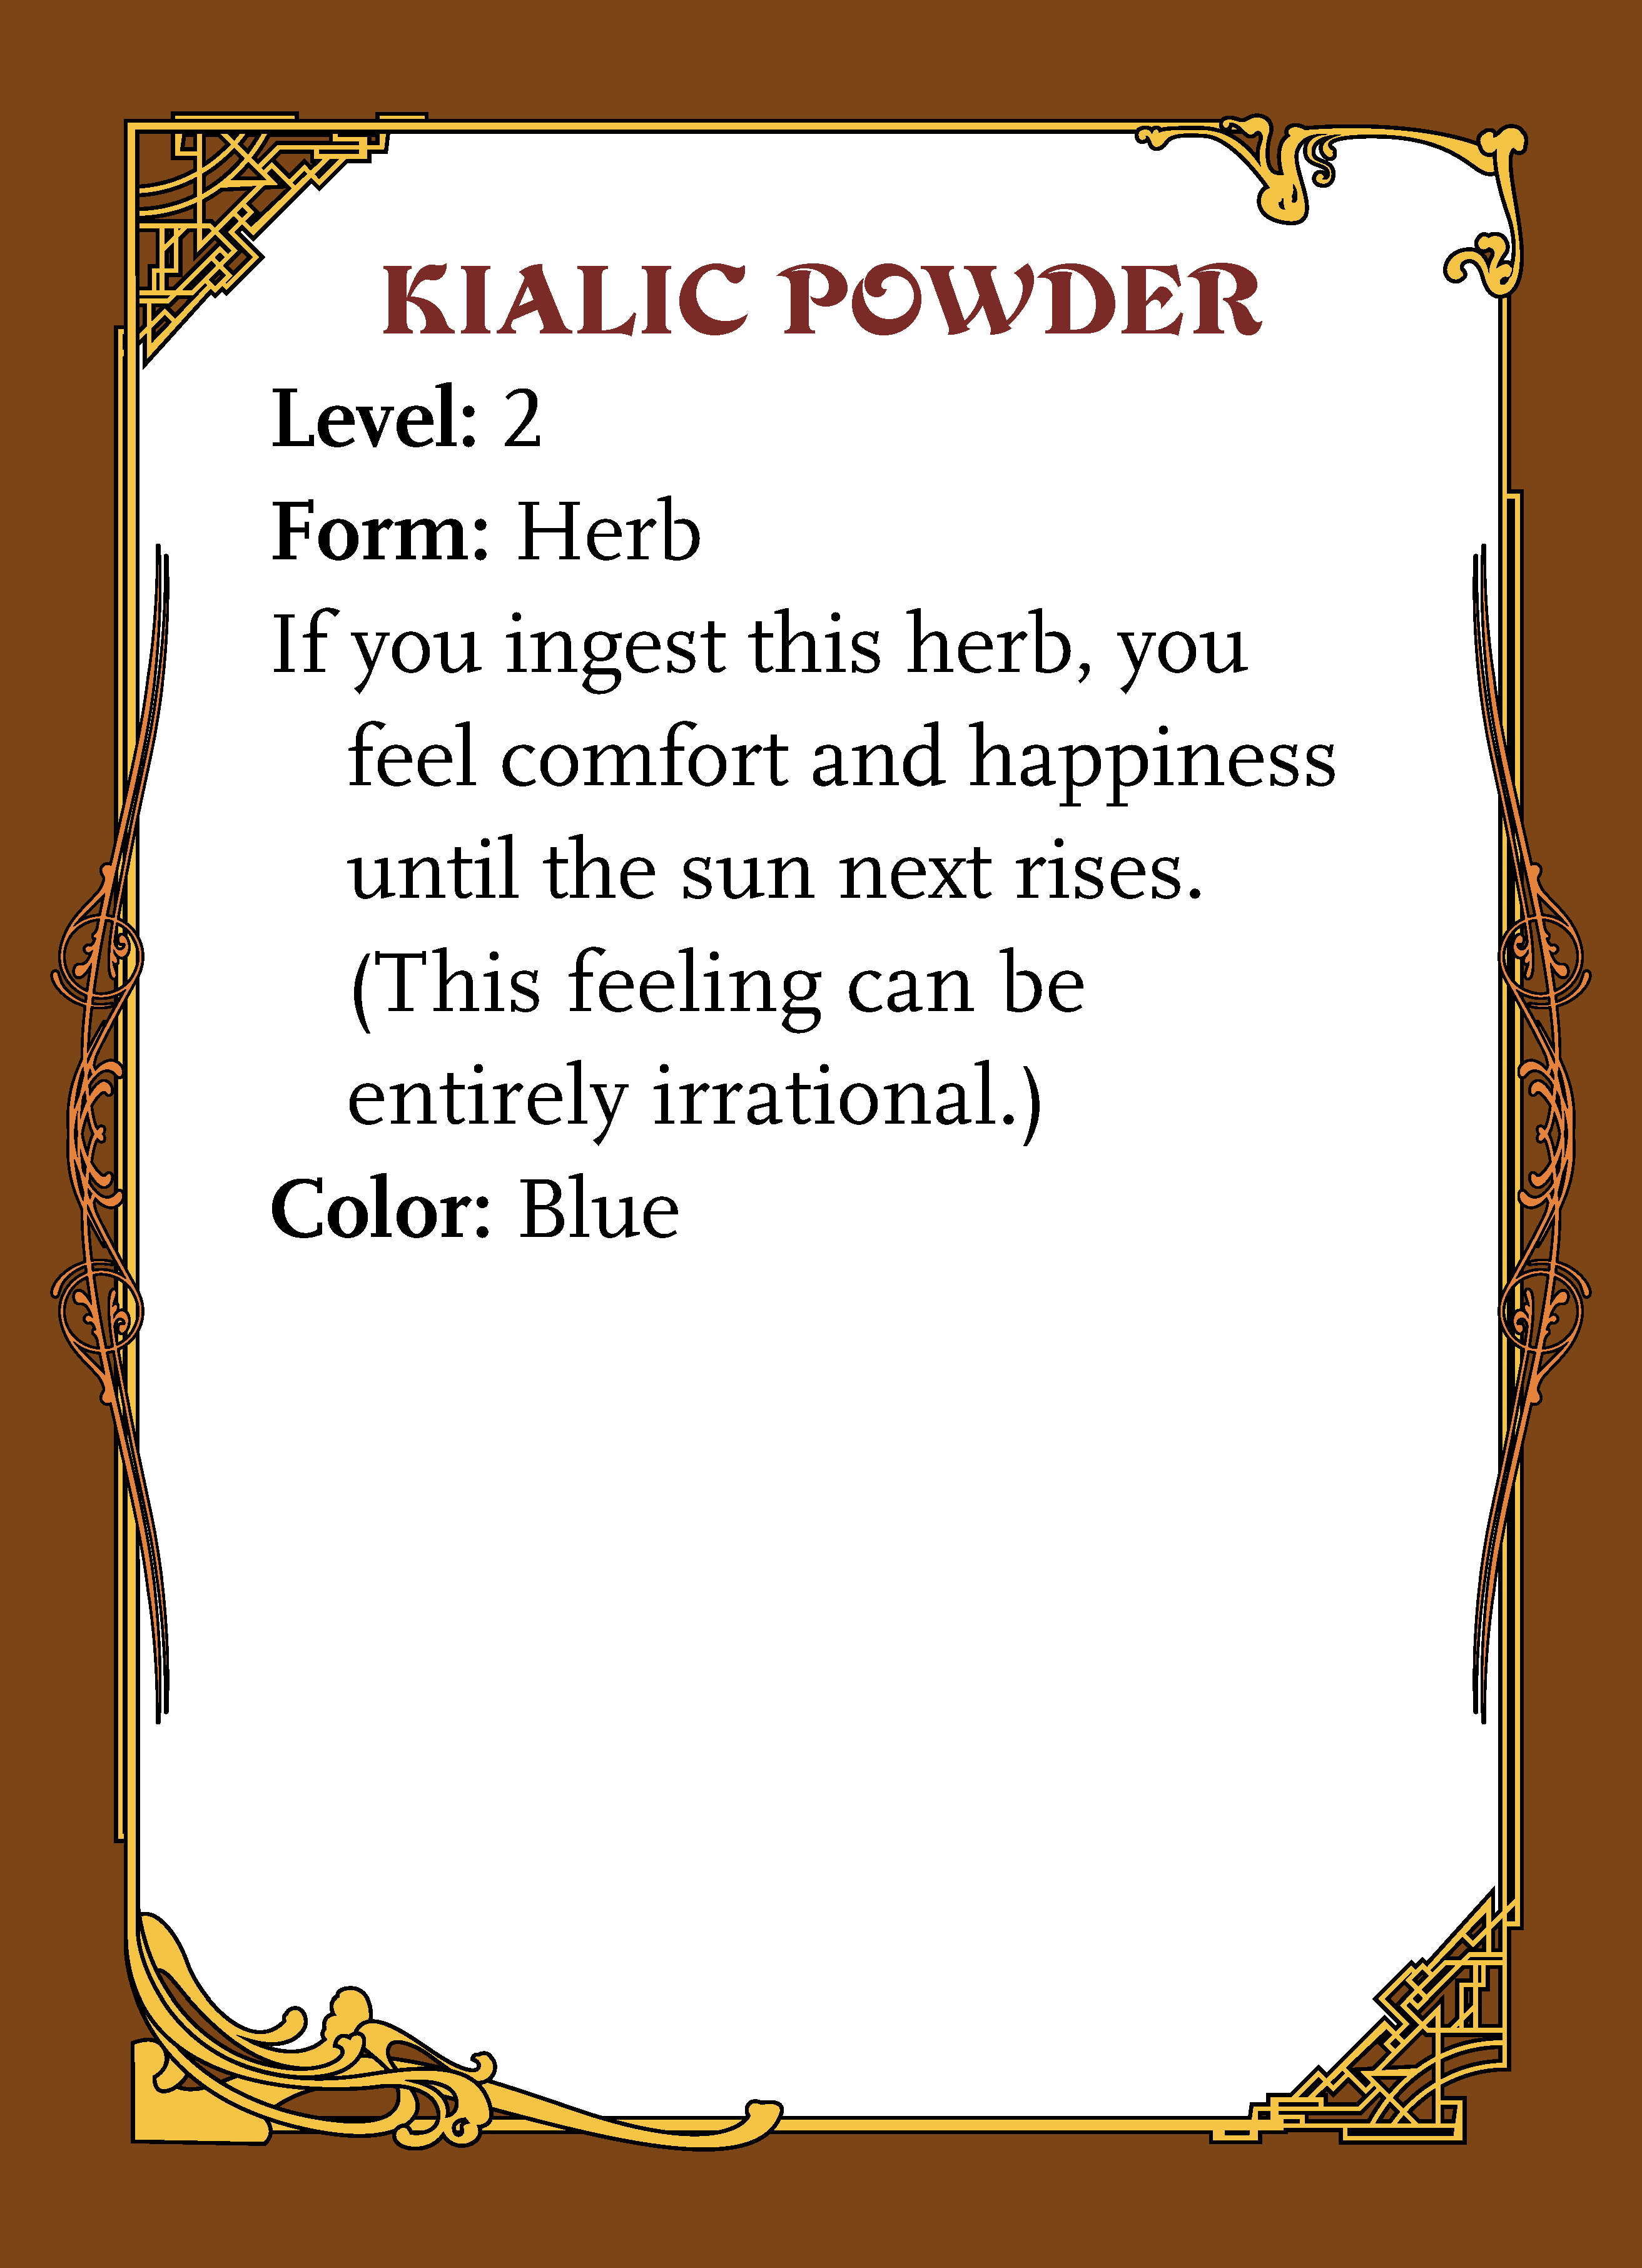 KIALIC POWDER
Level: 2
Form: Herb
If you ingest this herb, you
feel comfort and happiness
until the sun next rises.
(This feeling can be
entirely irrational.)
Color: Blue